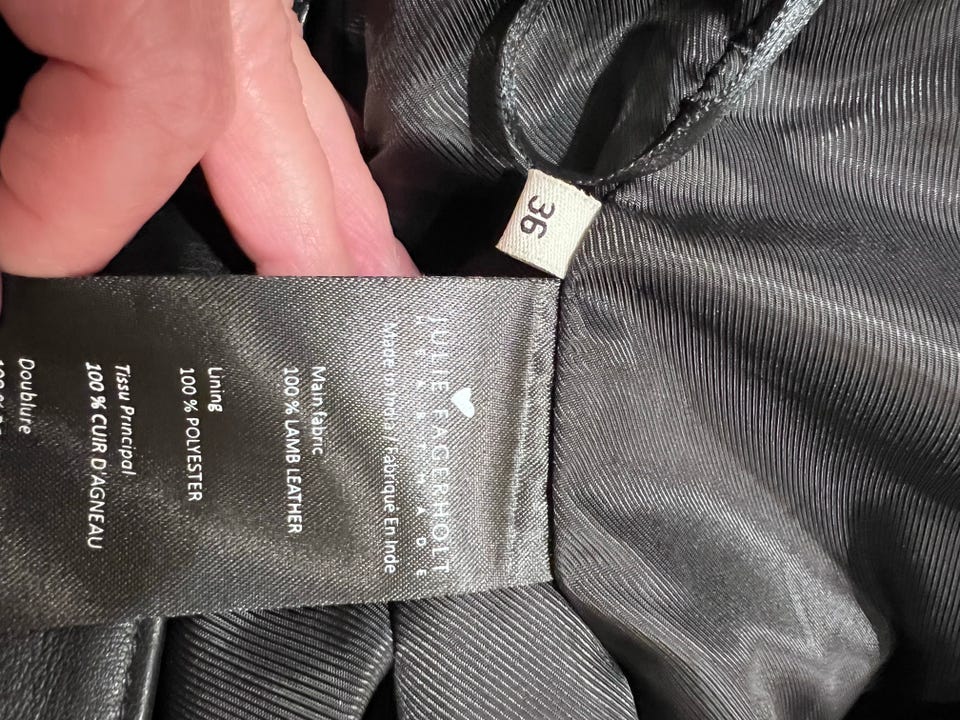 36
JULIE FAGERHOLT
HEARTMADE
Made in India / Fabriqué En Inde
Main fabric
100 % LAMB LEATHER
Lining
100 % POLYESTER
Tissu Principal
100 % CUIR D'AGNEAU
Doublure